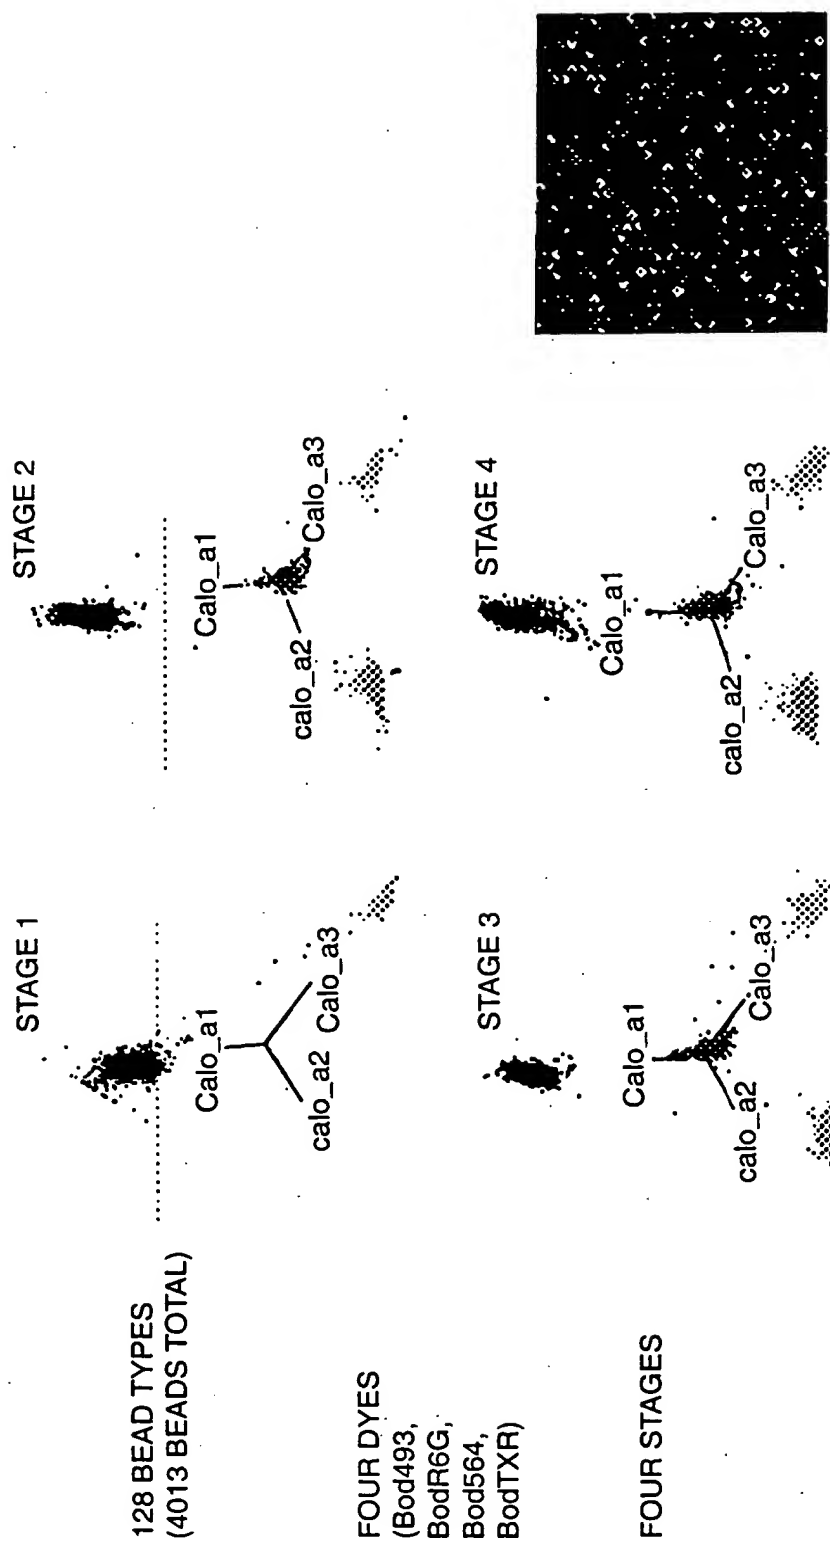 128 BEAD TYPES
(4013 BEADS TOTAL)
FOUR DYES
(Bod493,
BodR6G,
Bod564,
BodTXR)
FOUR STAGES
STAGE 1
Calo_a1
calo_a2
Calo_a3
STAGE 2
Calo_a1
calo_a2
Calo_a3
STAGE 3
Calo_a1
calo_a2
Calo_a3
STAGE 4
Calo_a1
calo_a2
Calo_a3